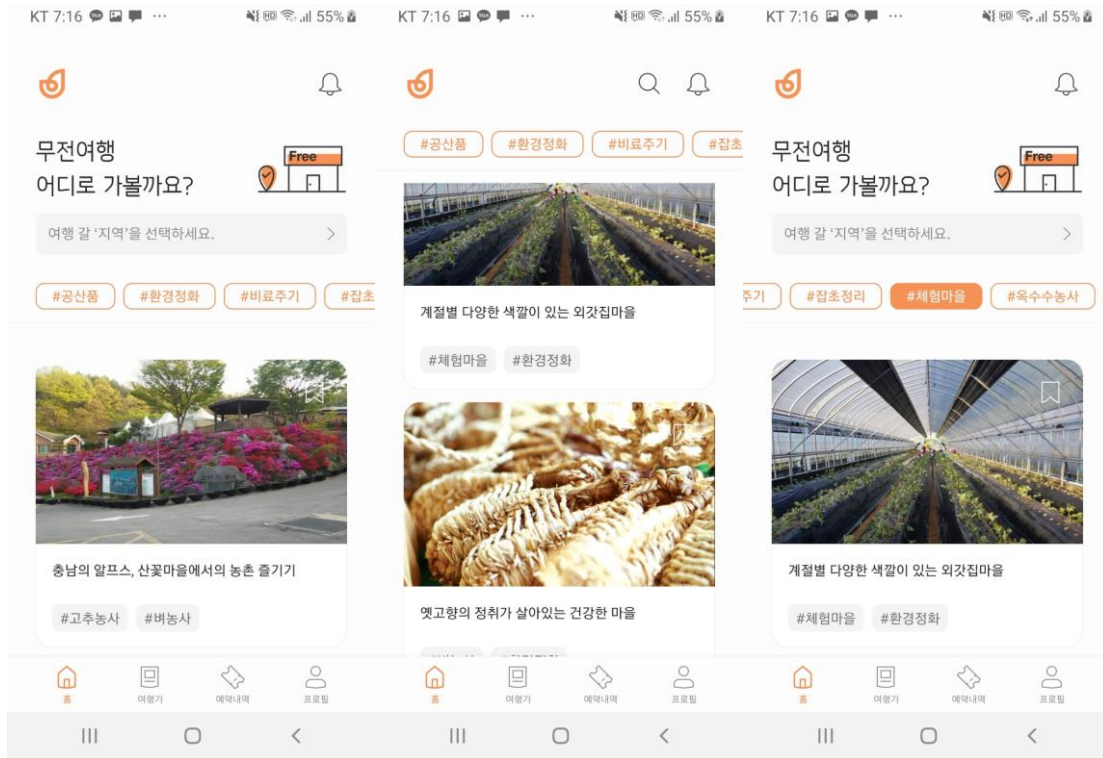 KT 7:16
HD
55%
무전여행
어디로 가볼까요?
Free
여행 갈 ‘지역’을 선택하세요.
#공산품
#환경정화
#비료주기
#잡초
충남의 알프스, 산꽃마을에서의 농촌 즐기기
#고추농사
#벼농사
홈
여행기
예약내역
프로필
KT 7:16
HD
55%
#공산품
#환경정화
#비료주기
#잡초
계절별 다양한 색깔이 있는 외갓집마을
#체험마을
#환경정화
옛고향의 정취가 살아있는 건강한 마을
홈
여행기
예약내역
프로필
KT 7:16
HD
55%
무전여행
어디로 가볼까요?
Free
여행 갈 ‘지역’을 선택하세요.
주기
#잡초정리
#체험마을
#옥수수농사
계절별 다양한 색깔이 있는 외갓집마을
#체험마을
#환경정화
홈
여행기
예약내역
프로필